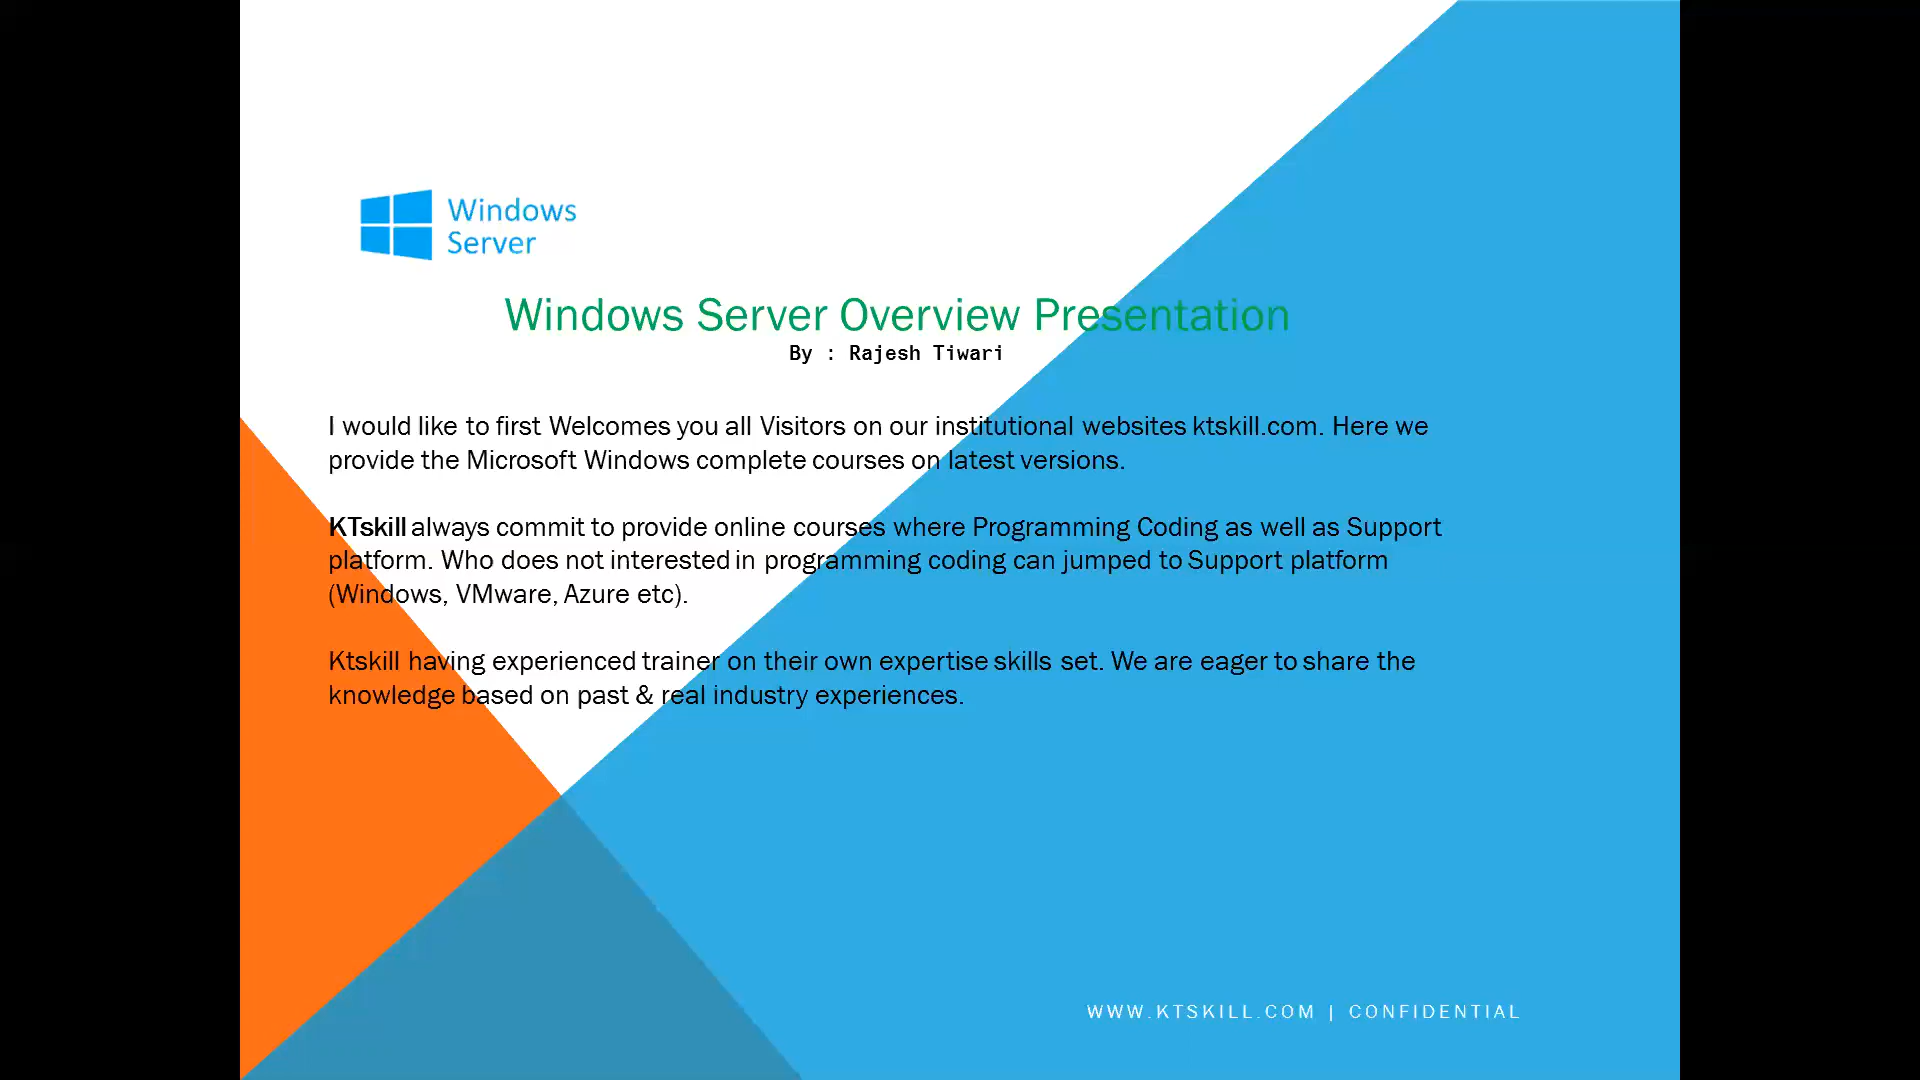 Windows
Server
Windows Server Overview Presentation
By : Rajesh Tiwari
I would like to first Welcomes you all Visitors on our institutional websites ktskill.com. Here we
provide the Microsoft Windows complete courses on latest versions.
KTskill always commit to provide online courses where Programming Coding as well as Support
platform. Who does not interested in programming coding can jumped to Support platform
(Windows, VMware, Azure etc).
Ktskill having experienced trainer on their own expertise skills set. We are eager to share the
knowledge based on past & real industry experiences.
WWW.KTSKILL.COM | CONFIDENTIAL